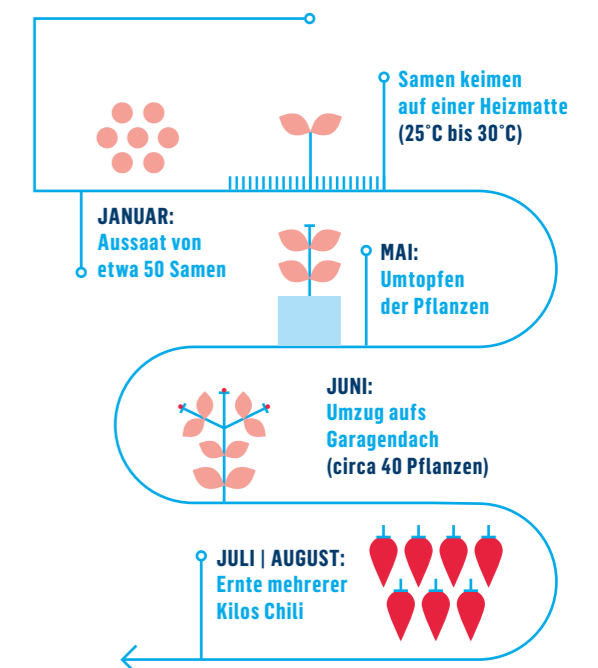 Samen keimen
auf einer Heizmatte
(25°C bis 30°C)
JANUAR:
Aussaat von
etwa 50 Samen
MAI:
Umtopfen
der Pflanzen
JUNI:
Umzug aufs
Garagendach
(circa 40 Pflanzen)
JULI | AUGUST:
Ernte mehrerer
Kilos Chili